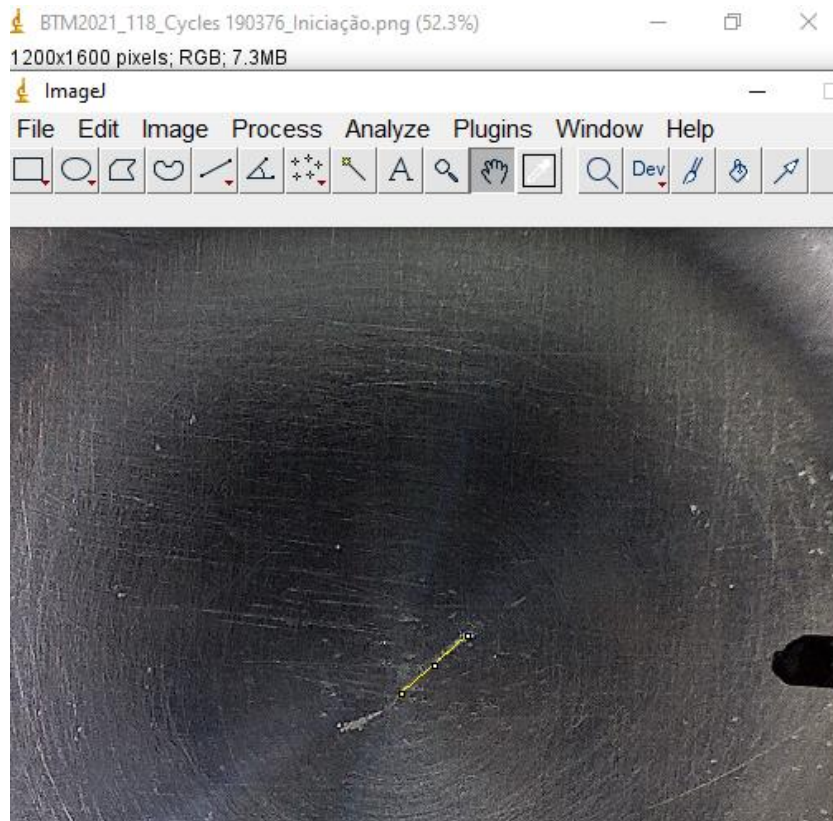 BTM2021_118_Cycles 190376_Iniciação.png (52.3%)
1200x1600 pixels; RGB; 7.3MB
ImageJ
File Edit Image Process Analyze Plugins Window Help
A Dev